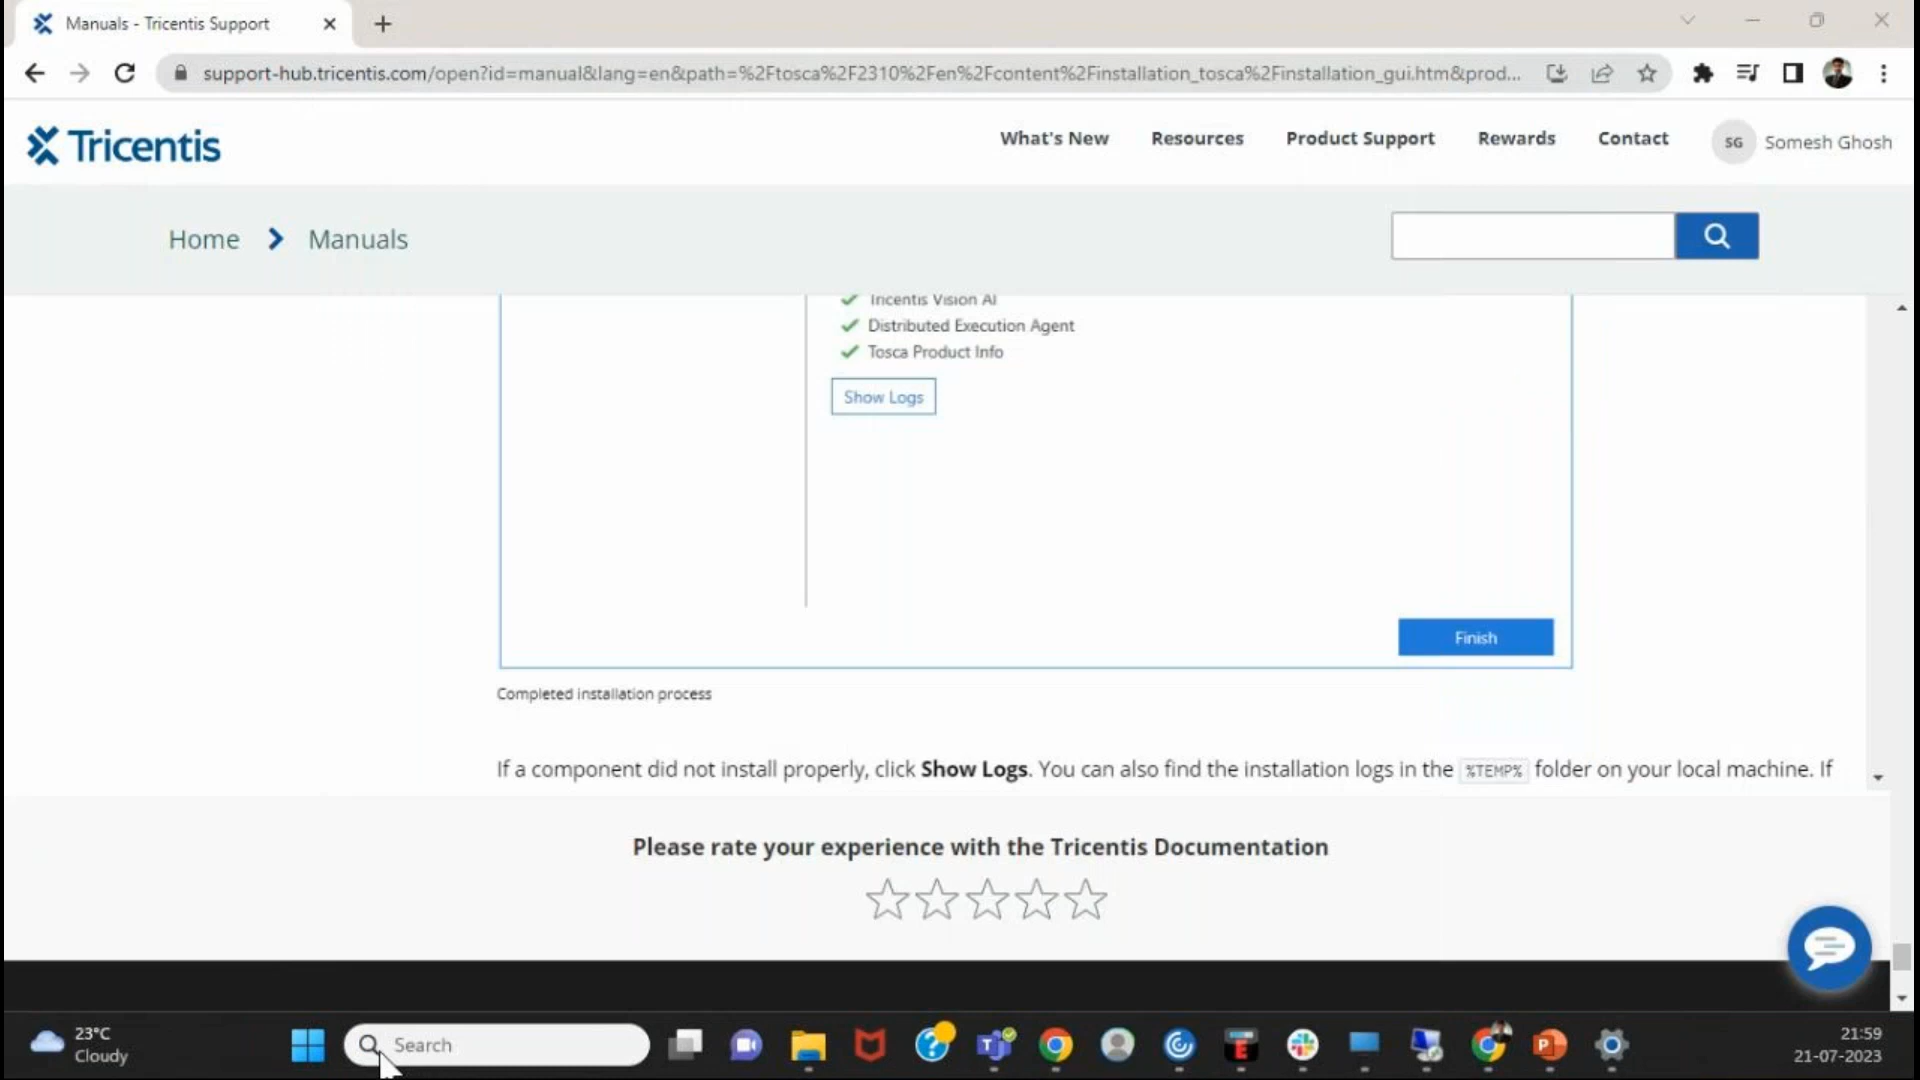 Manuals - Tricentis Support
support-hub.tricentis.com/open?id=manual&lang=en&path=%2Ftosca%2F2310%2Fen%2Fcontent%2Finstallation_tosca%2Finstallation_gui.htm&prod...
Tricentis
What's New
Resources
Product Support
Rewards
Contact
SG
Somesh Ghosh
Home
Manuals
Tricentis Vision AI
Distributed Execution Agent
Tosca Product Info
Show Logs
Finish
Completed installation process
If a component did not install properly, click Show Logs. You can also find the installation logs in the %TEMP% folder on your local machine. If
Please rate your experience with the Tricentis Documentation
23°C
Cloudy
Search
21:59
21-07-2023